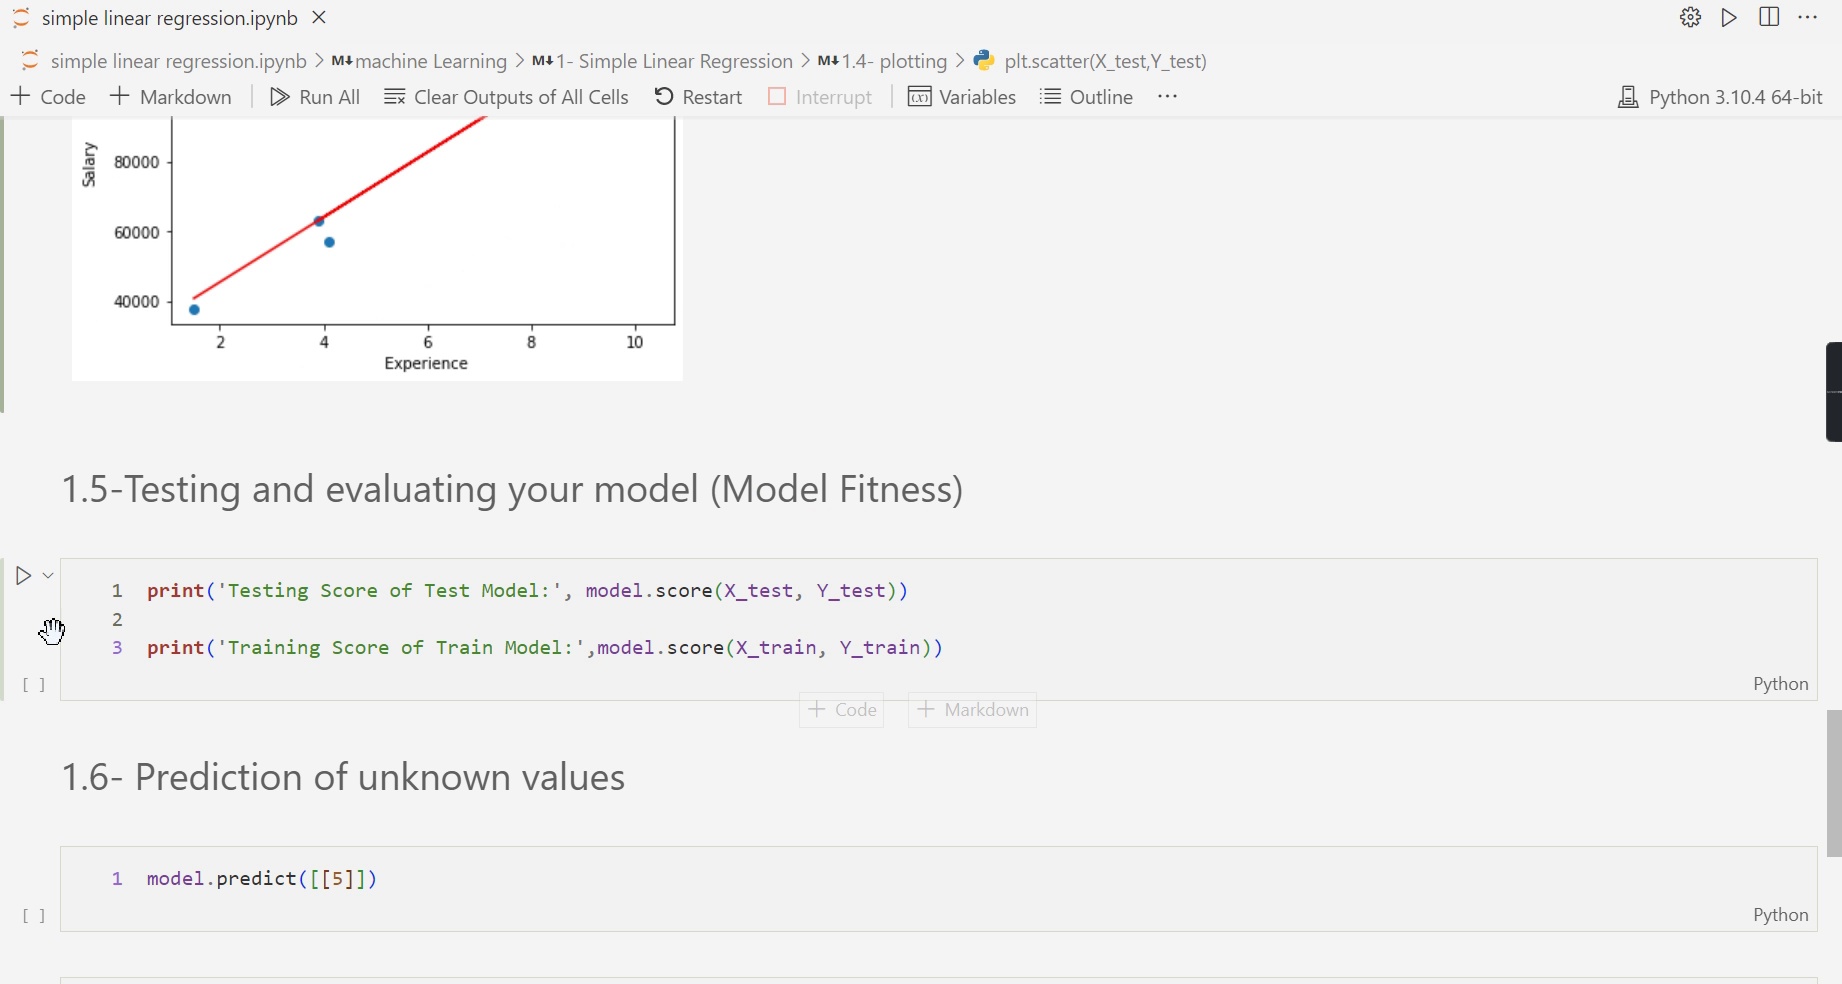 simple linear regression.ipynb
simple linear regression.ipynb > M↓ machine Learning > M↓ 1- Simple Linear Regression > M↓ 1.4- plotting > plt.scatter(X_test,Y_test)
+ Code + Markdown Run All Clear Outputs of All Cells Restart Interrupt (x) Variables Outline ... Python 3.10.4 64-bit
Salary
80000
60000
40000
2 4 6 8 10
Experience
1.5-Testing and evaluating your model (Model Fitness)
1 print('Testing Score of Test Model:', model.score(X_test, Y_test))
2
3 print('Training Score of Train Model:',model.score(X_train, Y_train))
[ ]
Python
+ Code + Markdown
1.6- Prediction of unknown values
1 model.predict([[5]])
[ ]
Python